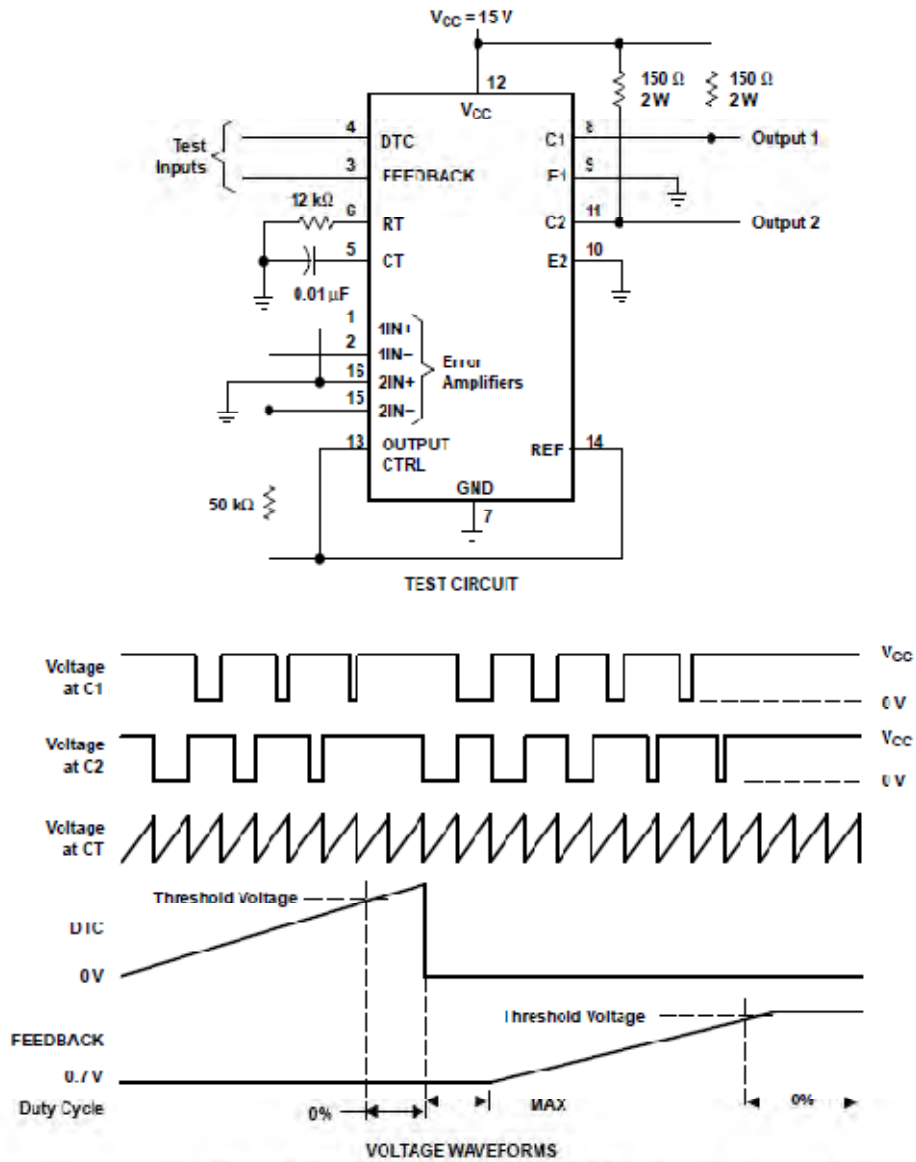 VCC = 15 V
12
150 Ω
2 W
150 Ω
2 W
VCC
Test
Inputs
4
DTC
C1
8
Output 1
3
FEEDBACK
E1
9
12 kΩ
6
RT
C2
11
Output 2
5
CT
E2
10
0.01 µF
1
1IN+
2
1IN−
16
2IN+
15
2IN−
Error
Amplifiers
13
OUTPUT
CTRL
REF
14
50 kΩ
GND
7
TEST CIRCUIT
Voltage
at C1
VCC
0 V
Voltage
at C2
VCC
0 V
Voltage
at CT
Threshold Voltage
DTC
0 V
Threshold Voltage
FEEDBACK
0.7 V
Duty Cycle
0%
MAX
0%
VOLTAGE WAVEFORMS